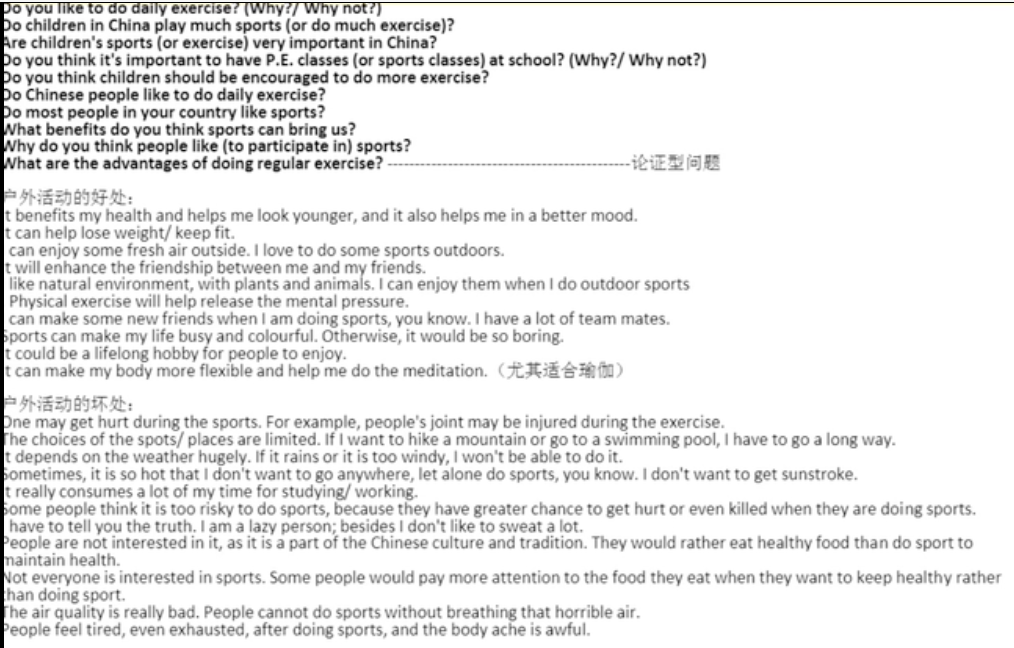 Do you like to do daily exercise? (Why?/ Why not?)
Do children in China play much sports (or do much exercise)?
Are children's sports (or exercise) very important in China?
Do you think it's important to have P.E. classes (or sports classes) at school? (Why?/ Why not?)
Do you think children should be encouraged to do more exercise?
Do Chinese people like to do daily exercise?
Do most people in your country like sports?
What benefits do you think sports can bring us?
Why do you think people like (to participate in) sports?
What are the advantages of doing regular exercise? --------------------------------------------论证型问题
户外活动的好处:
t benefits my health and helps me look younger, and it also helps me in a better mood.
t can help lose weight/ keep fit.
can enjoy some fresh air outside. I love to do some sports outdoors.
t will enhance the friendship between me and my friends.
like natural environment, with plants and animals. I can enjoy them when I do outdoor sports
Physical exercise will help release the mental pressure.
can make some new friends when I am doing sports, you know. I have a lot of team mates.
Sports can make my life busy and colourful. Otherwise, it would be so boring.
t could be a lifelong hobby for people to enjoy.
t can make my body more flexible and help me do the meditation.（尤其适合瑜伽）
户外活动的坏处:
One may get hurt during the sports. For example, people's joint may be injured during the exercise.
The choices of the spots/ places are limited. If I want to hike a mountain or go to a swimming pool, I have to go a long way.
t depends on the weather hugely. If it rains or it is too windy, I won't be able to do it.
Sometimes, it is so hot that I don't want to go anywhere, let alone do sports, you know. I don't want to get sunstroke.
t really consumes a lot of my time for studying/ working.
Some people think it is too risky to do sports, because they have greater chance to get hurt or even killed when they are doing sports.
have to tell you the truth. I am a lazy person; besides I don't like to sweat a lot.
People are not interested in it, as it is a part of the Chinese culture and tradition. They would rather eat healthy food than do sport to
maintain health.
Not everyone is interested in sports. Some people would pay more attention to the food they eat when they want to keep healthy rather
than doing sport.
The air quality is really bad. People cannot do sports without breathing that horrible air.
People feel tired, even exhausted, after doing sports, and the body ache is awful.